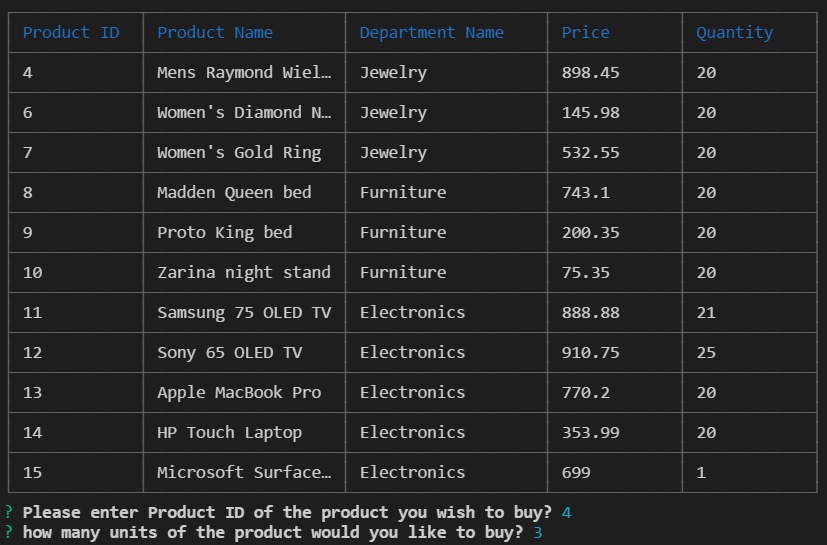 Product ID Product Name Department Name Price Quantity
4 Mens Raymond Wiel… Jewelry 898.45 20
6 Women's Diamond N… Jewelry 145.98 20
7 Women's Gold Ring Jewelry 532.55 20
8 Madden Queen bed Furniture 743.1 20
9 Proto King bed Furniture 200.35 20
10 Zarina night stand Furniture 75.35 20
11 Samsung 75 OLED TV Electronics 888.88 21
12 Sony 65 OLED TV Electronics 910.75 25
13 Apple MacBook Pro Electronics 770.2 20
14 HP Touch Laptop Electronics 353.99 20
15 Microsoft Surface… Electronics 699 1
? Please enter Product ID of the product you wish to buy? 4
? how many units of the product would you like to buy? 3